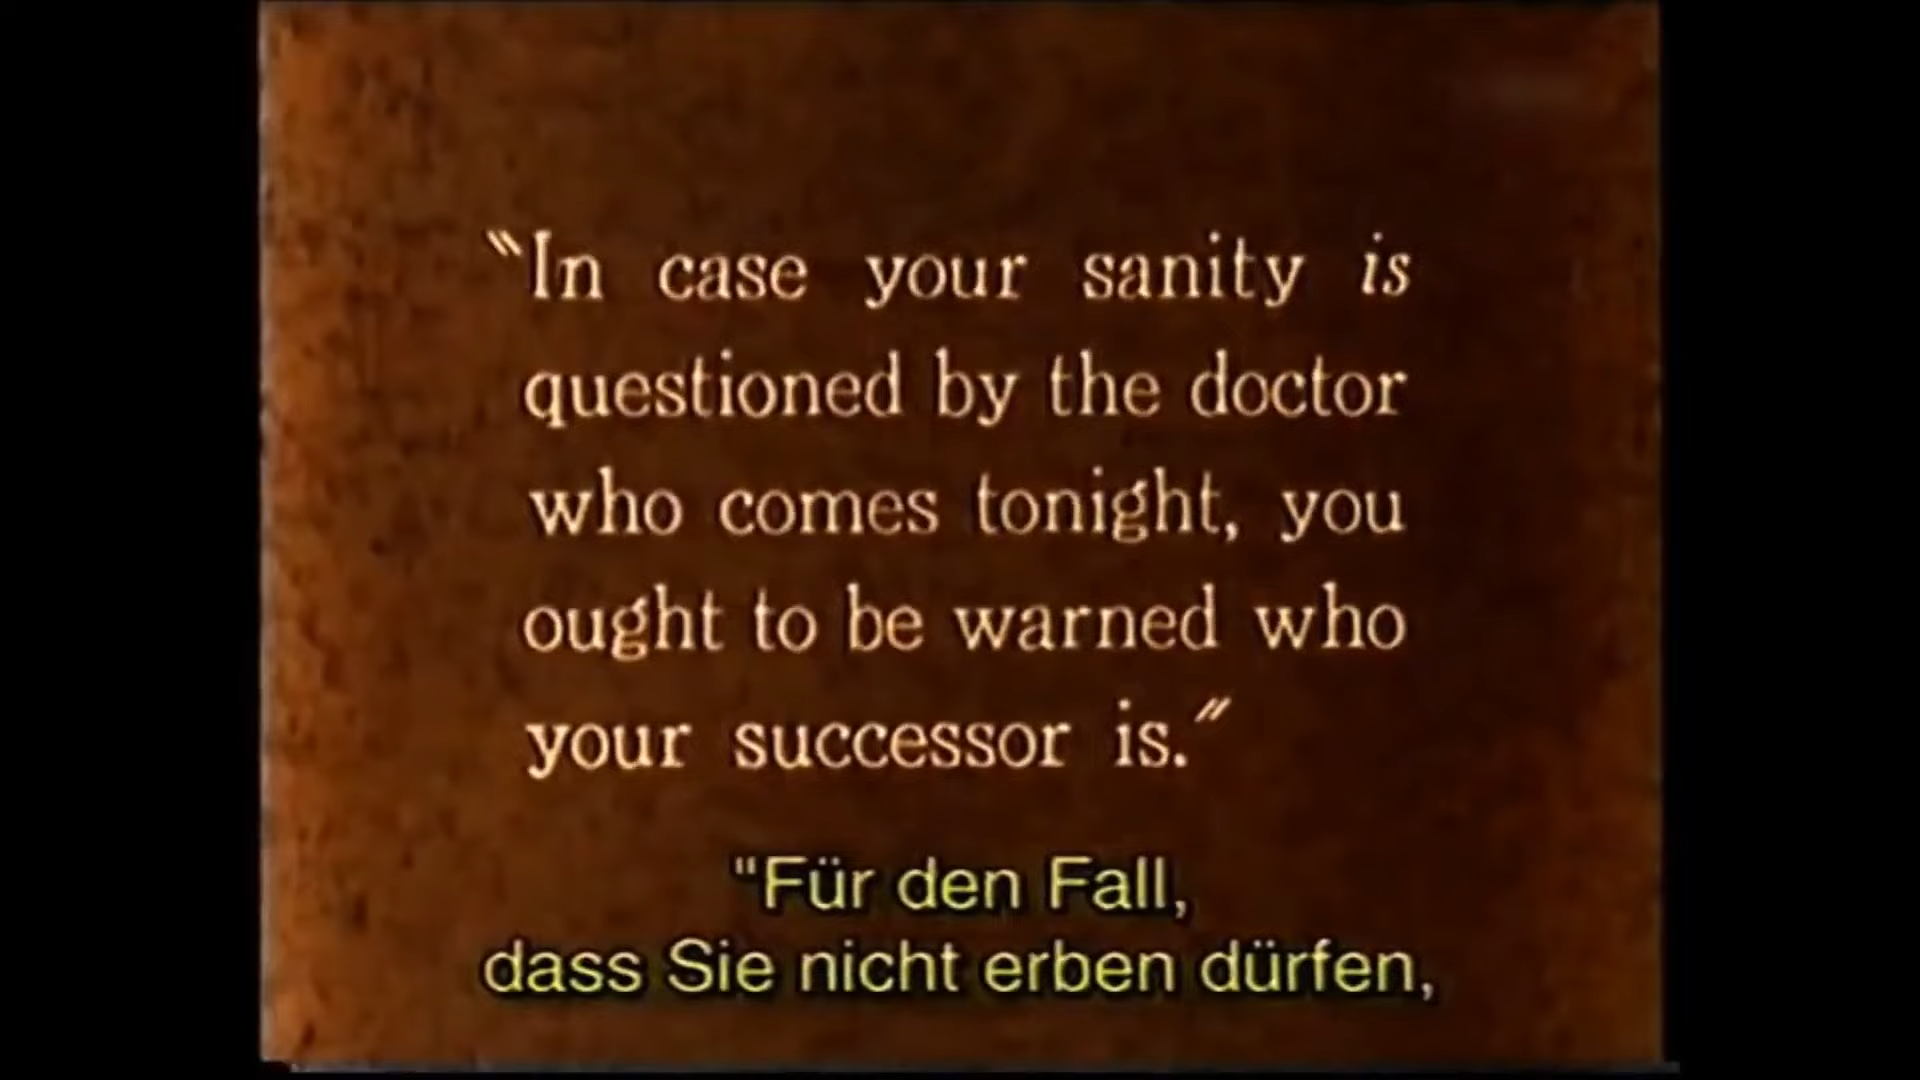 "In case your sanity is
questioned by the doctor
who comes tonight, you
ought to be warned who
your successor is."
"Für den Fall,
dass Sie nicht erben dürfen,